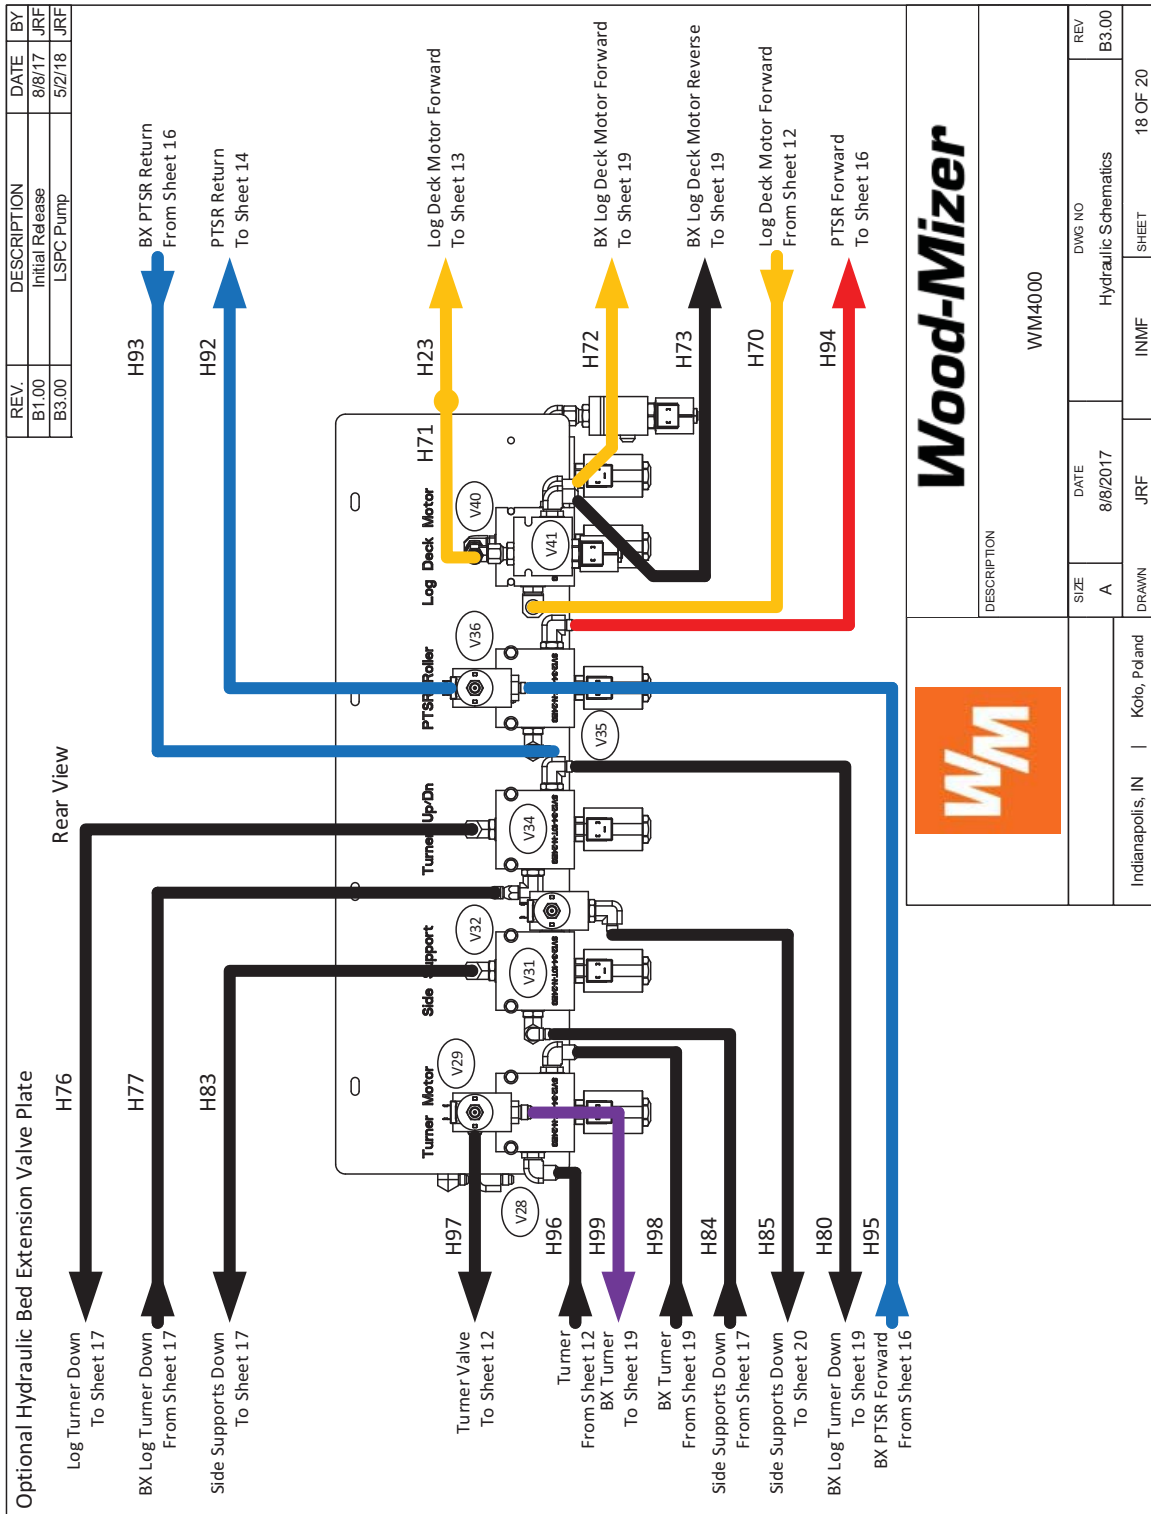 Optional Hydraulic Bed Extension Valve Plate
Rear View
REV.
DESCRIPTION
DATE
BY
B1.00
Initial Release
8/8/17
JRF
B3.00
LSPC Pump
5/2/18
JRF
Log Turner Down
To Sheet 17
H76
BX Log Turner Down
From Sheet 17
H77
Side Supports Down
To Sheet 17
H83
H93
BX PTSR Return
From Sheet 16
H92
PTSR Return
To Sheet 14
H71
H23
Log Deck Motor Forward
To Sheet 13
H72
BX Log Deck Motor Forward
To Sheet 19
H73
BX Log Deck Motor Reverse
To Sheet 19
H70
Log Deck Motor Forward
From Sheet 12
H94
PTSR Forward
To Sheet 16
Turner Motor
Side Support
Turner Up/Dn
PTSR Roller
Log Deck Motor
V29
V28
V32
V31
V34
V36
V35
V40
V41
Turner Valve
To Sheet 12
H97
Turner
From Sheet 12
H96
BX Turner
To Sheet 19
H99
BX Turner
From Sheet 19
H98
Side Supports Down
From Sheet 17
H84
Side Supports Down
To Sheet 20
H85
BX Log Turner Down
To Sheet 19
H80
BX PTSR Forward
From Sheet 16
H95
WM
Wood-Mizer
Indianapolis, IN | Koło, Poland
DESCRIPTION
WM4000
SIZE
A
DATE
8/8/2017
DWG NO
Hydraulic Schematics
REV
B3.00
DRAWN
JRF
INMF
SHEET
18 OF 20